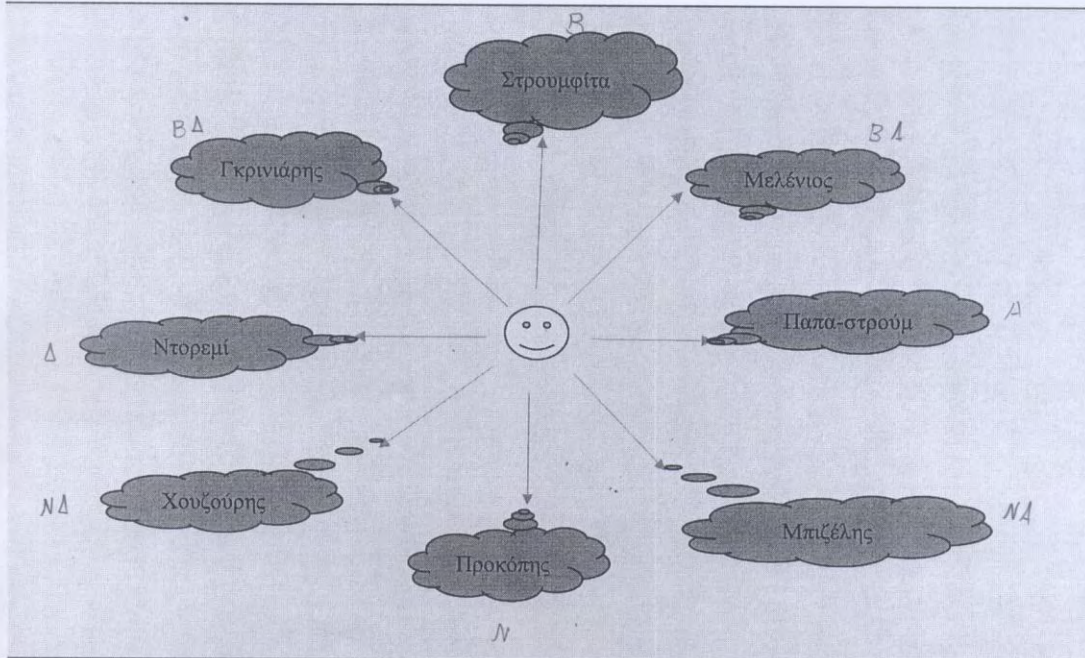 Β
Στρουμφίτα
ΒΔ
Γκρινιάρης
ΒΑ
Μελένιος
Δ
Ντορεμί
Παπα-στρούμ
Α
ΝΔ
Χουζούρης
Προκόπης
Ν
Μπιζέλης
ΝΑ